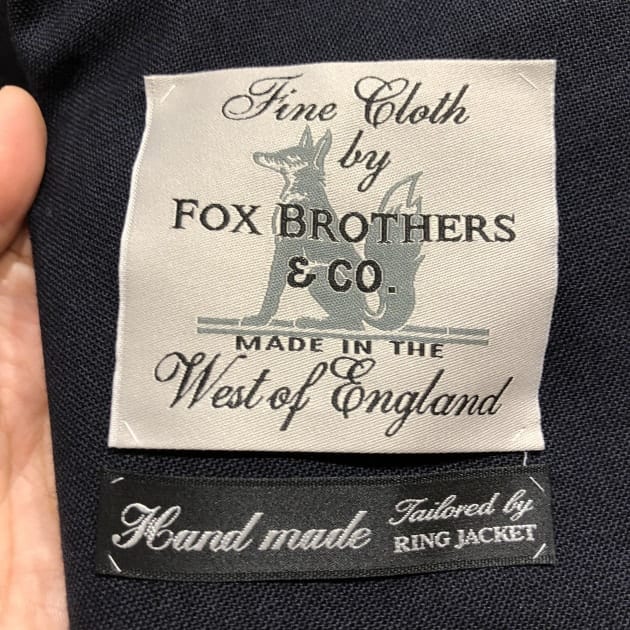 Fine Cloth
by
FOX BROTHERS
& CO.
MADE IN THE
West of England
Hand made
Tailored by
RING JACKET